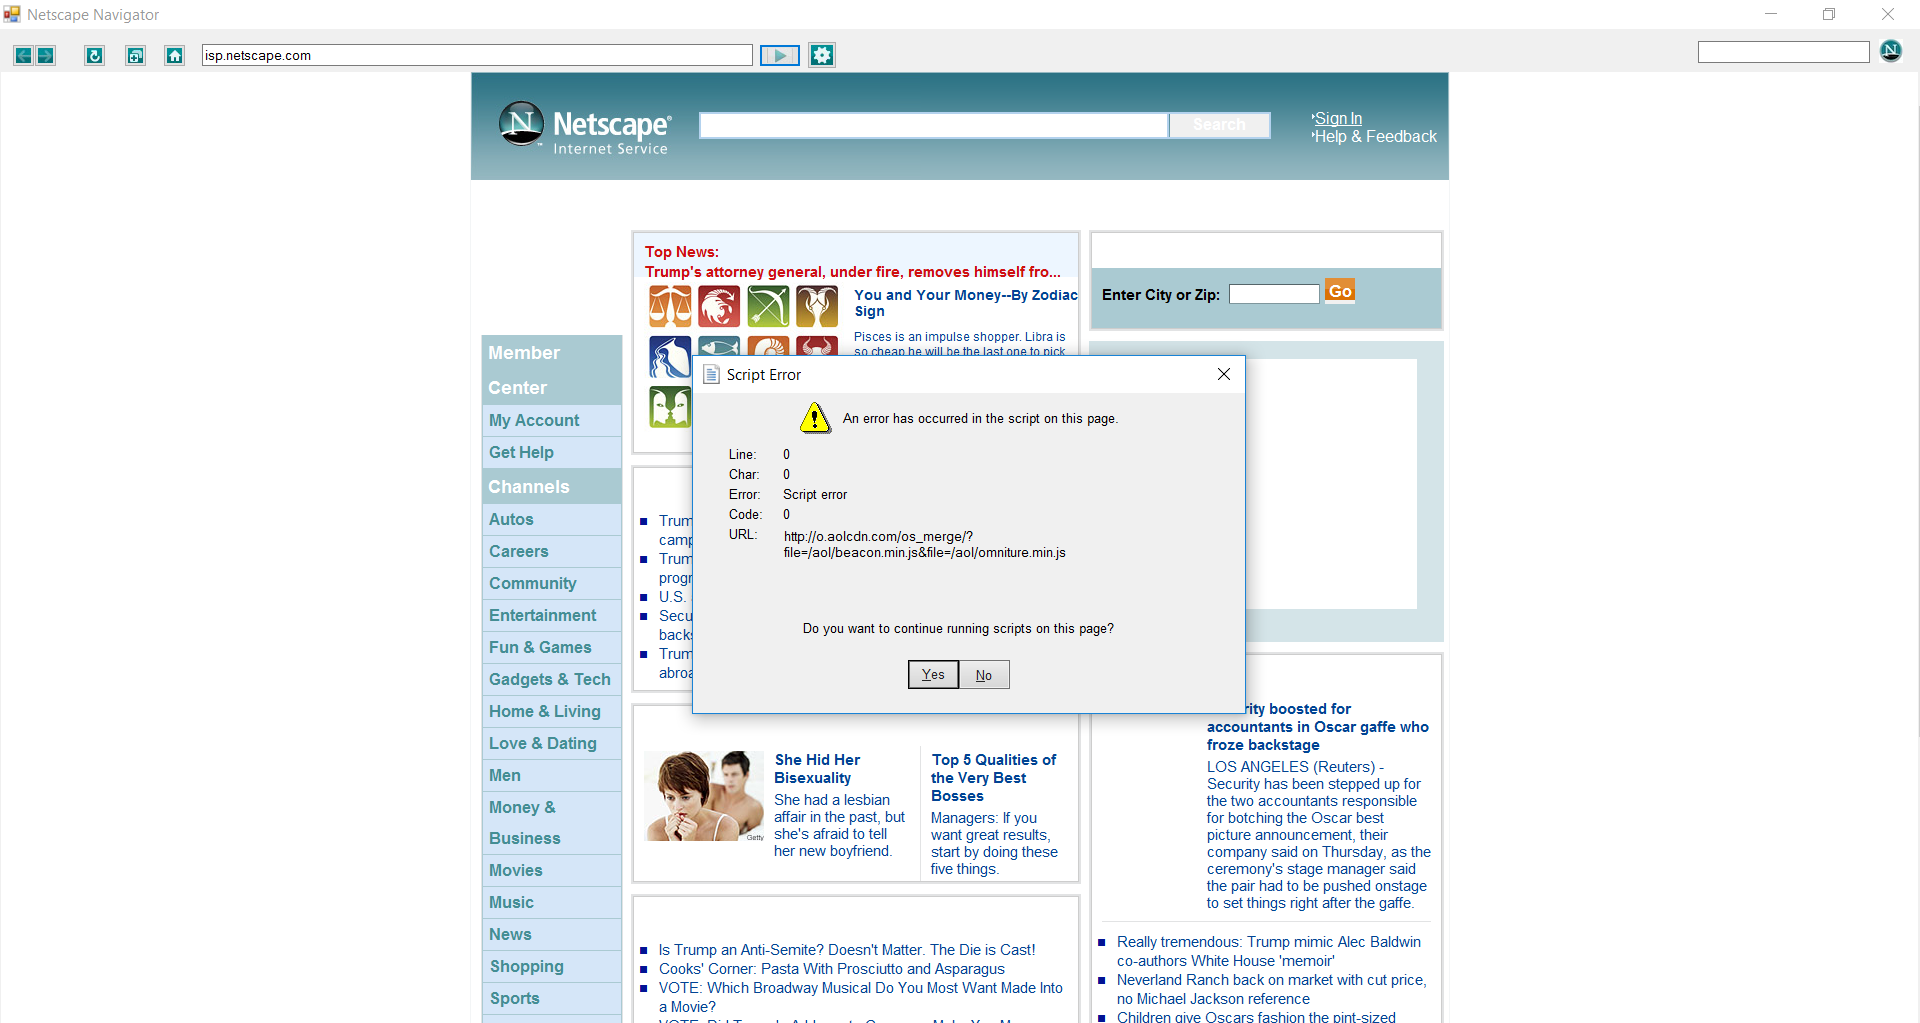 Netscape Navigator
isp.netscape.com
N
N
Netscape®
Internet Service
Search
Sign In
Help & Feedback
Member
Center
My Account
Get Help
Channels
Autos
Careers
Community
Entertainment
Fun & Games
Gadgets & Tech
Home & Living
Love & Dating
Men
Money &
Business
Movies
Music
News
Shopping
Sports
Top News:
Trump's attorney general, under fire, removes himself fro...
You and Your Money--By Zodiac
Sign
Pisces is an impulse shopper. Libra is
so cheap he will be the last one to pick
Script Error
An error has occurred in the script on this page.
Line: 0
Char: 0
Error: Script error
Code: 0
URL: http://o.aolcdn.com/os_merge/?
file=/aol/beacon.min.js&file=/aol/omniture.min.js
Do you want to continue running scripts on this page?
Yes No
U.S.
She Hid Her
Bisexuality
She had a lesbian
affair in the past, but
she's afraid to tell
her new boyfriend.
Getty
Top 5 Qualities of
the Very Best
Bosses
Managers: If you
want great results,
start by doing these
five things.
Is Trump an Anti-Semite? Doesn't Matter. The Die is Cast!
Cooks' Corner: Pasta With Prosciutto and Asparagus
VOTE: Which Broadway Musical Do You Most Want Made Into
a Movie?
Enter City or Zip: Go
boosted for
accountants in Oscar gaffe who
froze backstage
LOS ANGELES (Reuters) -
Security has been stepped up for
the two accountants responsible
for botching the Oscar best
picture announcement, their
company said on Thursday, as the
ceremony's stage manager said
the pair had to be pushed onstage
to set things right after the gaffe.
Really tremendous: Trump mimic Alec Baldwin
co-authors White House 'memoir'
Neverland Ranch back on market with cut price,
no Michael Jackson reference
Children give Oscars fashion the pint-sized